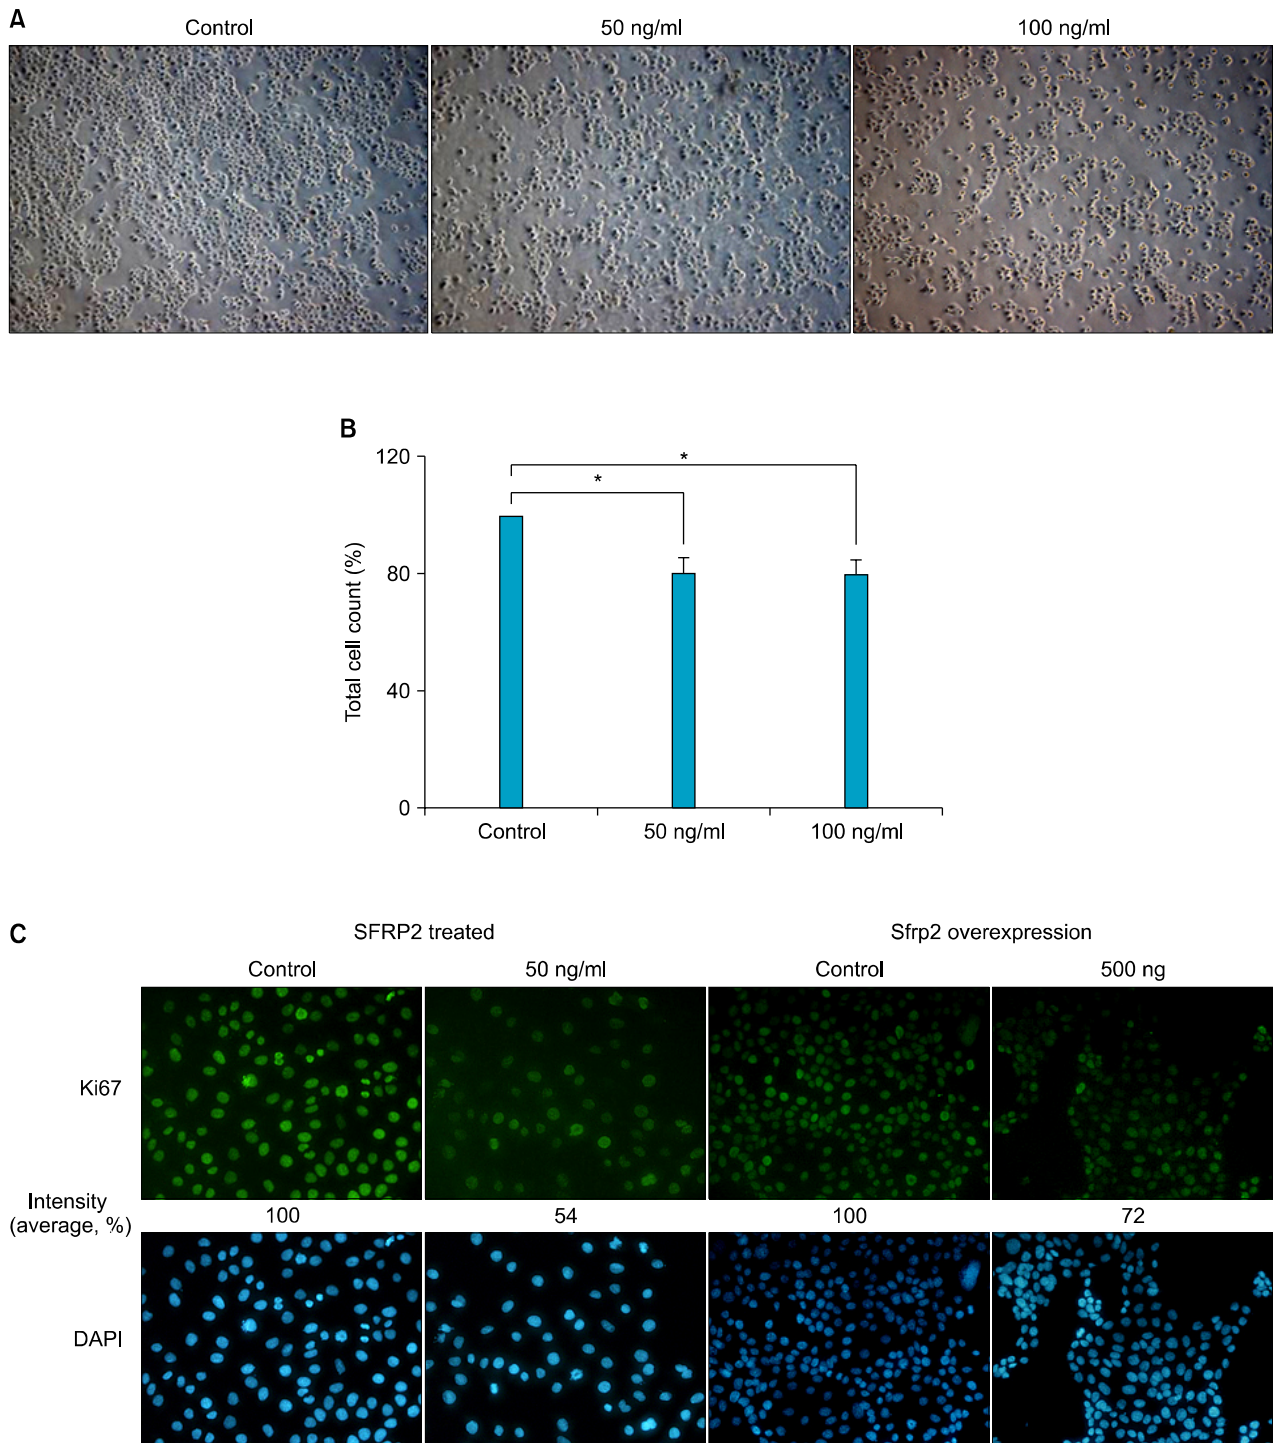 A
Control 50 ng/ml 100 ng/ml
B
120
80
40
0
Total cell count (%)
*
*
Control 50 ng/ml 100 ng/ml
C
SFRP2 treated Sfrp2 overexpression
Control 50 ng/ml Control 500 ng
Ki67
Intensity
(average, %)
100 54 100 72
DAPI